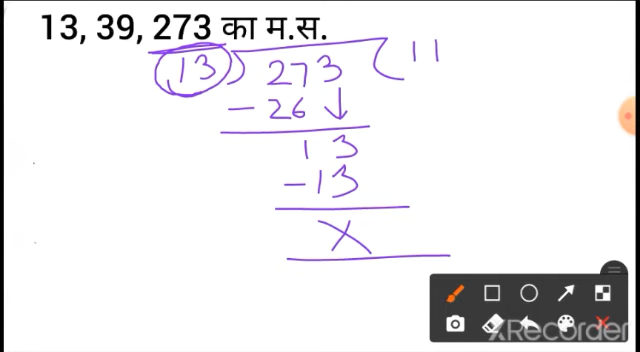 13, 39, 273 का म.स.
13) 273 (11
-26↓
13
-13
X
XRecorder